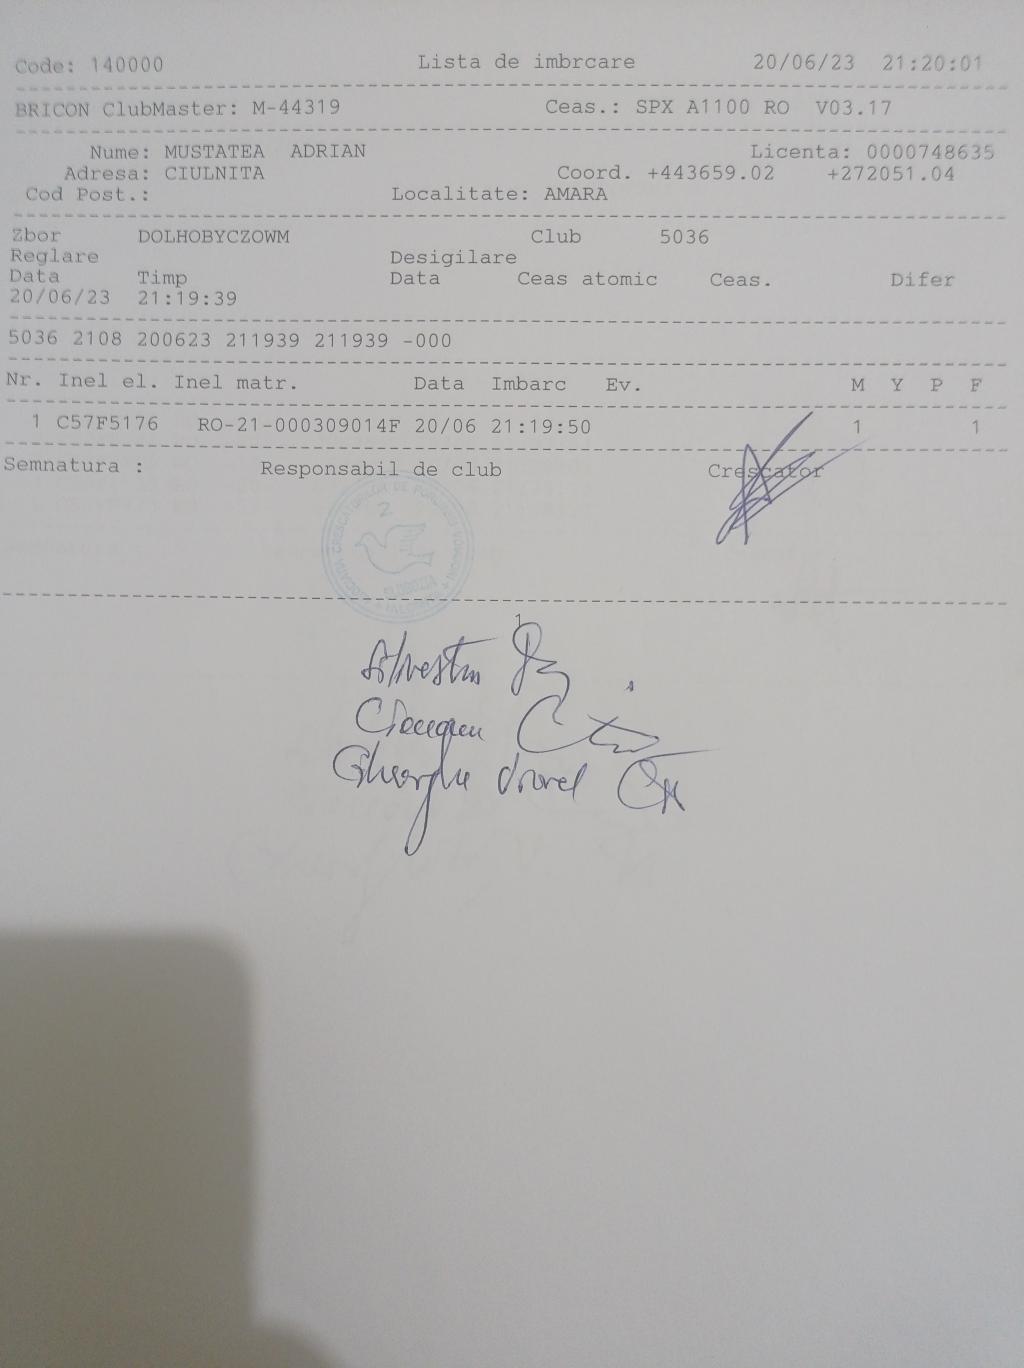 Code: 140000 Lista de imbrcare 20/06/23 21:20:01
BRICON ClubMaster: M-44319 Ceas.: SPX A1100 RO V03.17
Nume: MUSTATEA ADRIAN Licenta: 0000748635
Adresa: CIULNITA Coord. +443659.02 +272051.04
Cod Post.: Localitate: AMARA
Zbor DOLHOBYCZOWM Club 5036
Reglare Desigilare
Data Timp Data Ceas atomic Ceas. Difer
20/06/23 21:19:39
5036 2108 200623 211939 211939 -000
Nr. Inel el. Inel matr. Data Imbarc Ev. M Y P F
1 C57F5176 RO-21-000309014F 20/06 21:19:50 1 1
Semnatura : Responsabil de club Crescator
2
SLOBOZIA
Gheorghe